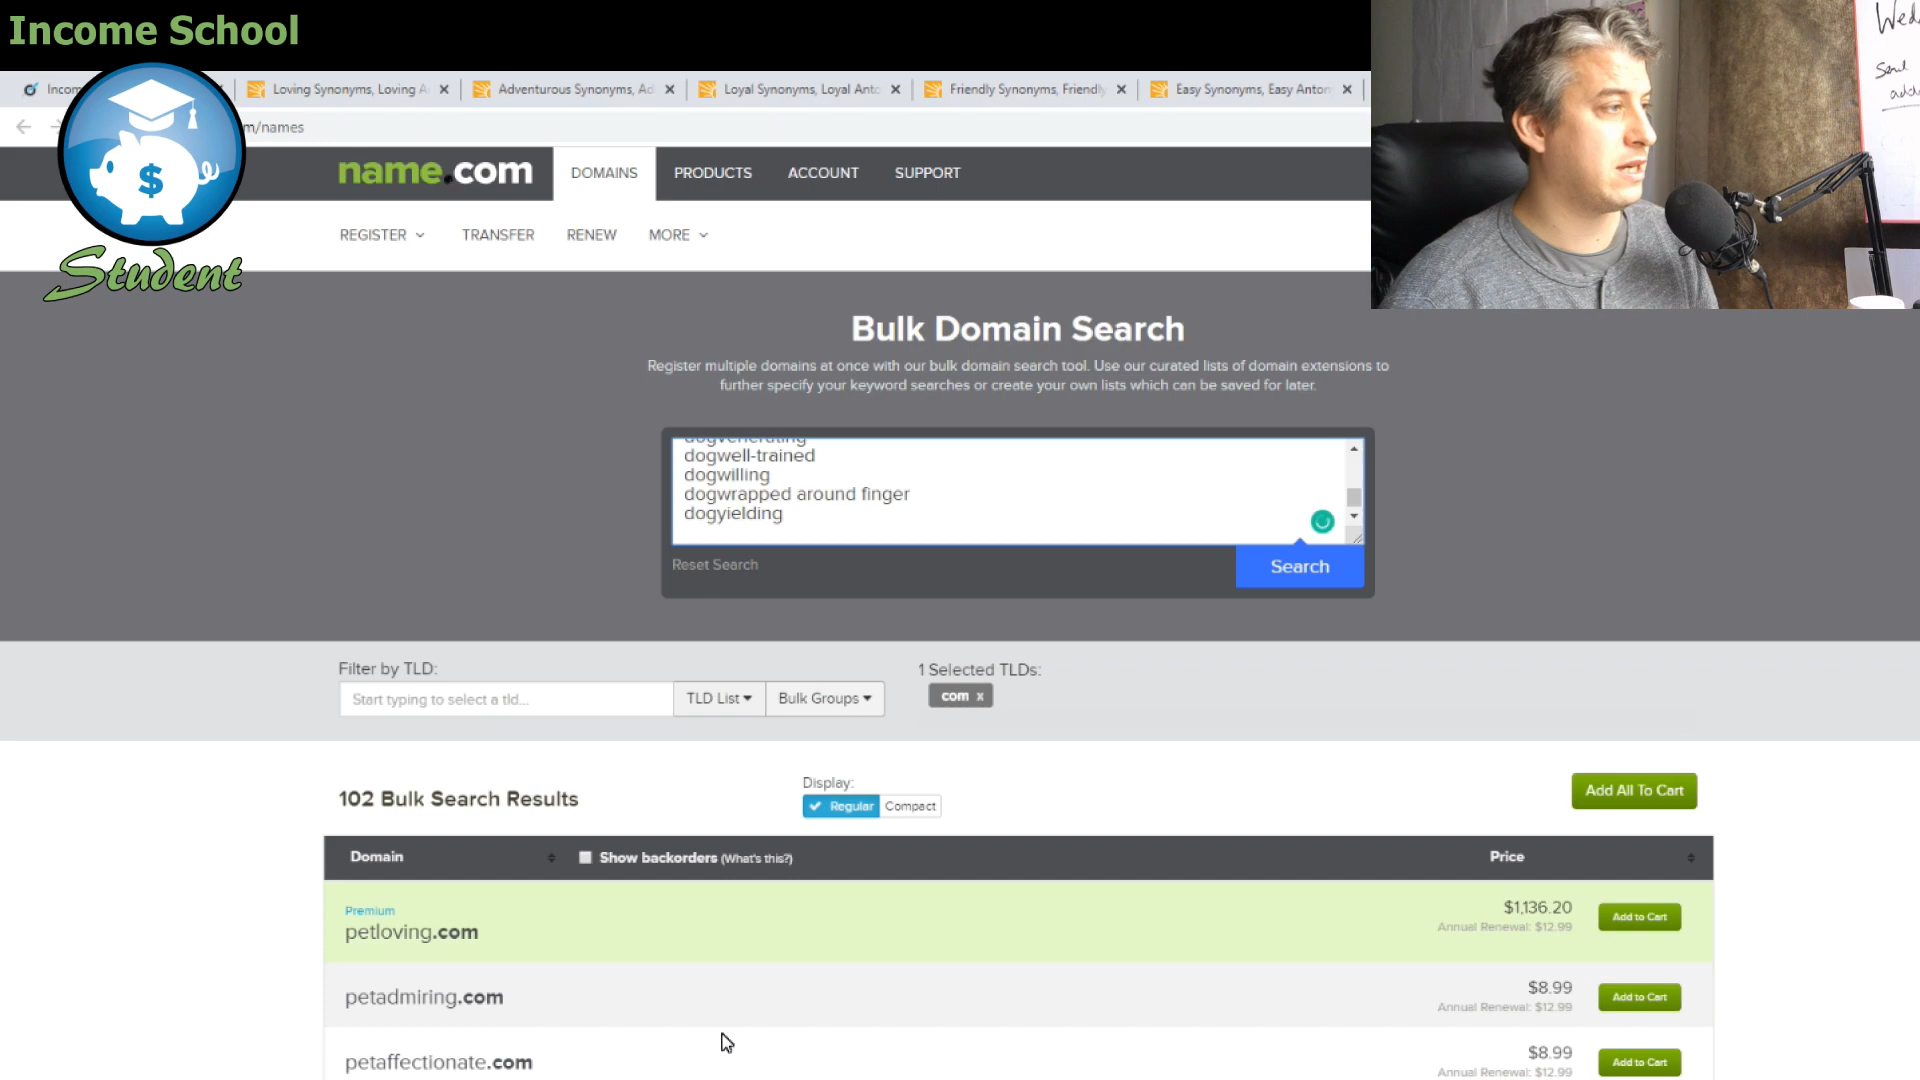 Income School
Incom
Loving Synonyms, Loving A
Adventurous Synonyms, Ad
Loyal Synonyms, Loyal Anto
Friendly Synonyms, Friendly
Easy Synonyms, Easy Anton
m/names
$
Student
name.com
DOMAINS
PRODUCTS
ACCOUNT
SUPPORT
REGISTER
TRANSFER
RENEW
MORE
Wed
Send
add
Bulk Domain Search
Register multiple domains at once with our bulk domain search tool. Use our curated lists of domain extensions to
further specify your keyword searches or create your own lists which can be saved for later.
dogvenerating
dogwell-trained
dogwilling
dogwrapped around finger
dogyielding
Reset Search
Search
Filter by TLD:
Start typing to select a tld...
TLD List
Bulk Groups
1 Selected TLDs:
com x
102 Bulk Search Results
Display:
Regular
Compact
Add All To Cart
Domain
Show backorders (What's this?)
Price
Premium
petloving.com
$1,136.20
Annual Renewal: $12.99
Add to Cart
petadmiring.com
$8.99
Annual Renewal: $12.99
Add to Cart
petaffectionate.com
$8.99
Annual Renewal: $12.99
Add to Cart